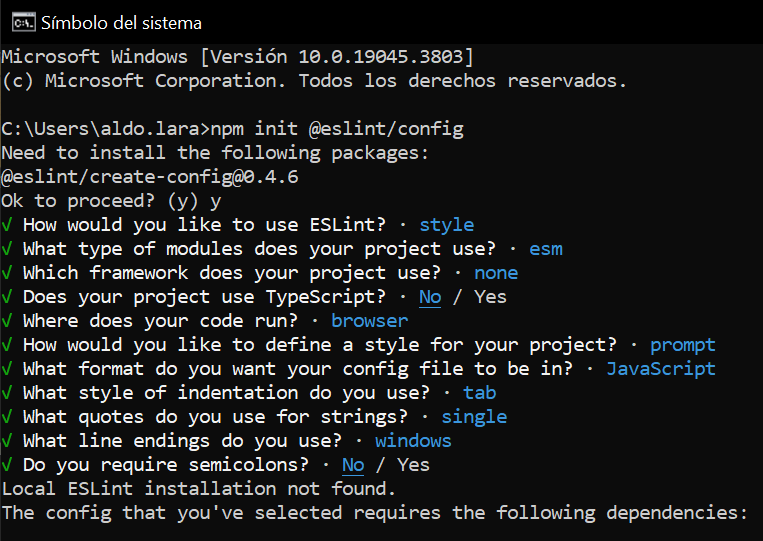 Símbolo del sistema
Microsoft Windows [Versión 10.0.19045.3803]
(c) Microsoft Corporation. Todos los derechos reservados.
C:\Users\aldo.lara>npm init @eslint/config
Need to install the following packages:
@eslint/create-config@0.4.6
Ok to proceed? (y) y
√ How would you like to use ESLint? · style
√ What type of modules does your project use? · esm
√ Which framework does your project use? · none
√ Does your project use TypeScript? · No / Yes
√ Where does your code run? · browser
√ How would you like to define a style for your project? · prompt
√ What format do you want your config file to be in? · JavaScript
√ What style of indentation do you use? · tab
√ What quotes do you use for strings? · single
√ What line endings do you use? · windows
√ Do you require semicolons? · No / Yes
Local ESLint installation not found.
The config that you've selected requires the following dependencies: